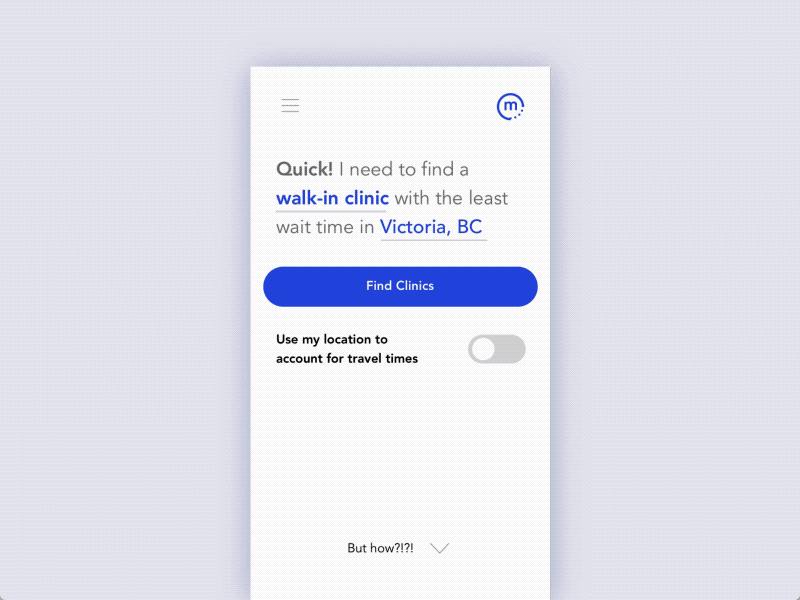 m
Quick! I need to find a
walk-in clinic with the least
wait time in Victoria, BC
Find Clinics
Use my location to
account for travel times
But how?!?!